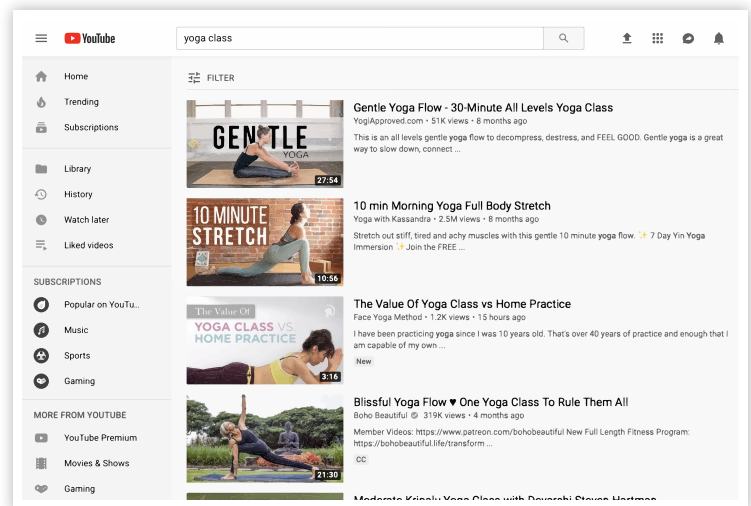 YouTube
yoga class
Home
Trending
Subscriptions
Library
History
Watch later
Liked videos
SUBSCRIPTIONS
Popular on YouTu...
Music
Sports
Gaming
MORE FROM YOUTUBE
YouTube Premium
Movies & Shows
Gaming
FILTER
GENTLE
YOGA
27:54
Gentle Yoga Flow - 30-Minute All Levels Yoga Class
YogiApproved.com • 51K views • 8 months ago
This is an all levels gentle yoga flow to decompress, destress, and FEEL GOOD. Gentle yoga is a great
way to slow down, connect ...
10 MINUTE
STRETCH
10:56
10 min Morning Yoga Full Body Stretch
Yoga with Kassandra • 2.5M views • 8 months ago
Stretch out stiff, tired and achy muscles with this gentle 10 minute yoga flow. ✨ 7 Day Yin Yoga
Immersion ✨Join the FREE ...
The Value Of
YOGA CLASS VS.
HOME PRACTICE
3:16
The Value Of Yoga Class vs Home Practice
Face Yoga Method • 1.2K views • 15 hours ago
I have been practicing yoga since I was 10 years old. That's over 40 years of practice and enough that I
am capable of my own ...
New
21:30
Blissful Yoga Flow ♥ One Yoga Class To Rule Them All
Boho Beautiful 319K views • 4 months ago
Member Videos: https://www.patreon.com/bohobeautiful New Full Length Fitness Program:
https://bohobeautiful.life/transform ...
CC
Moderate Kripalu Yoga Class with Devarshi Steven Hartman